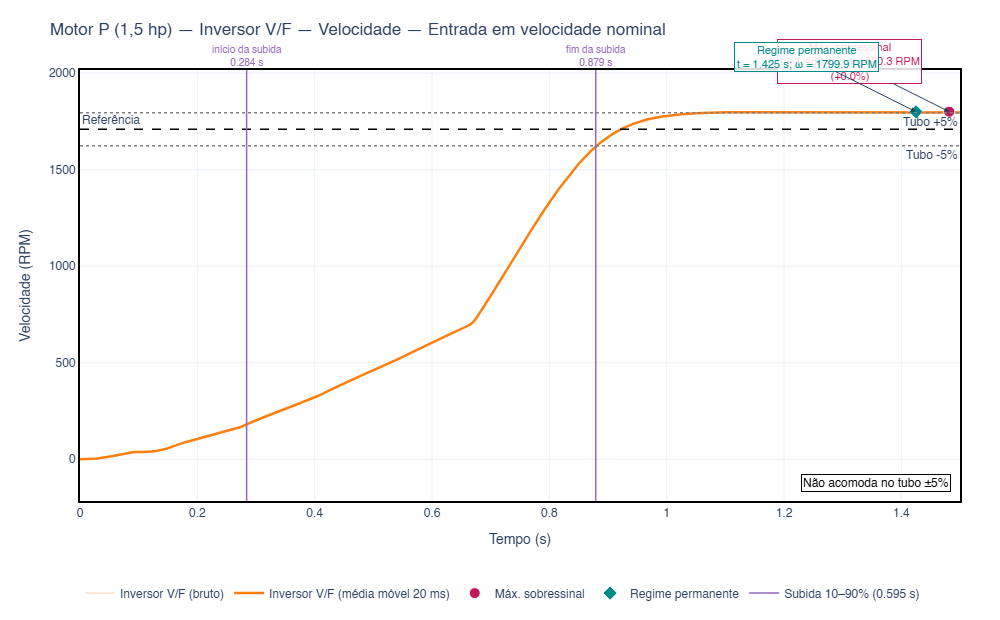 Motor P (1,5 hp) — Inversor V/F — Velocidade — Entrada em velocidade nominal
início da subida
0.284 s
fim da subida
0.879 s
Regime permanente
t = 1.425 s; ω = 1799.9 RPM
0.3 RPM
(+0.0%)
2000
1500
1000
500
0
Velocidade (RPM)
Referência
Tubo +5%
Tubo -5%
Não acomoda no tubo ±5%
0
0.2
0.4
0.6
0.8
1
1.2
1.4
Tempo (s)
Inversor V/F (bruto)
Inversor V/F (média móvel 20 ms)
Máx. sobressinal
Regime permanente
Subida 10–90% (0.595 s)